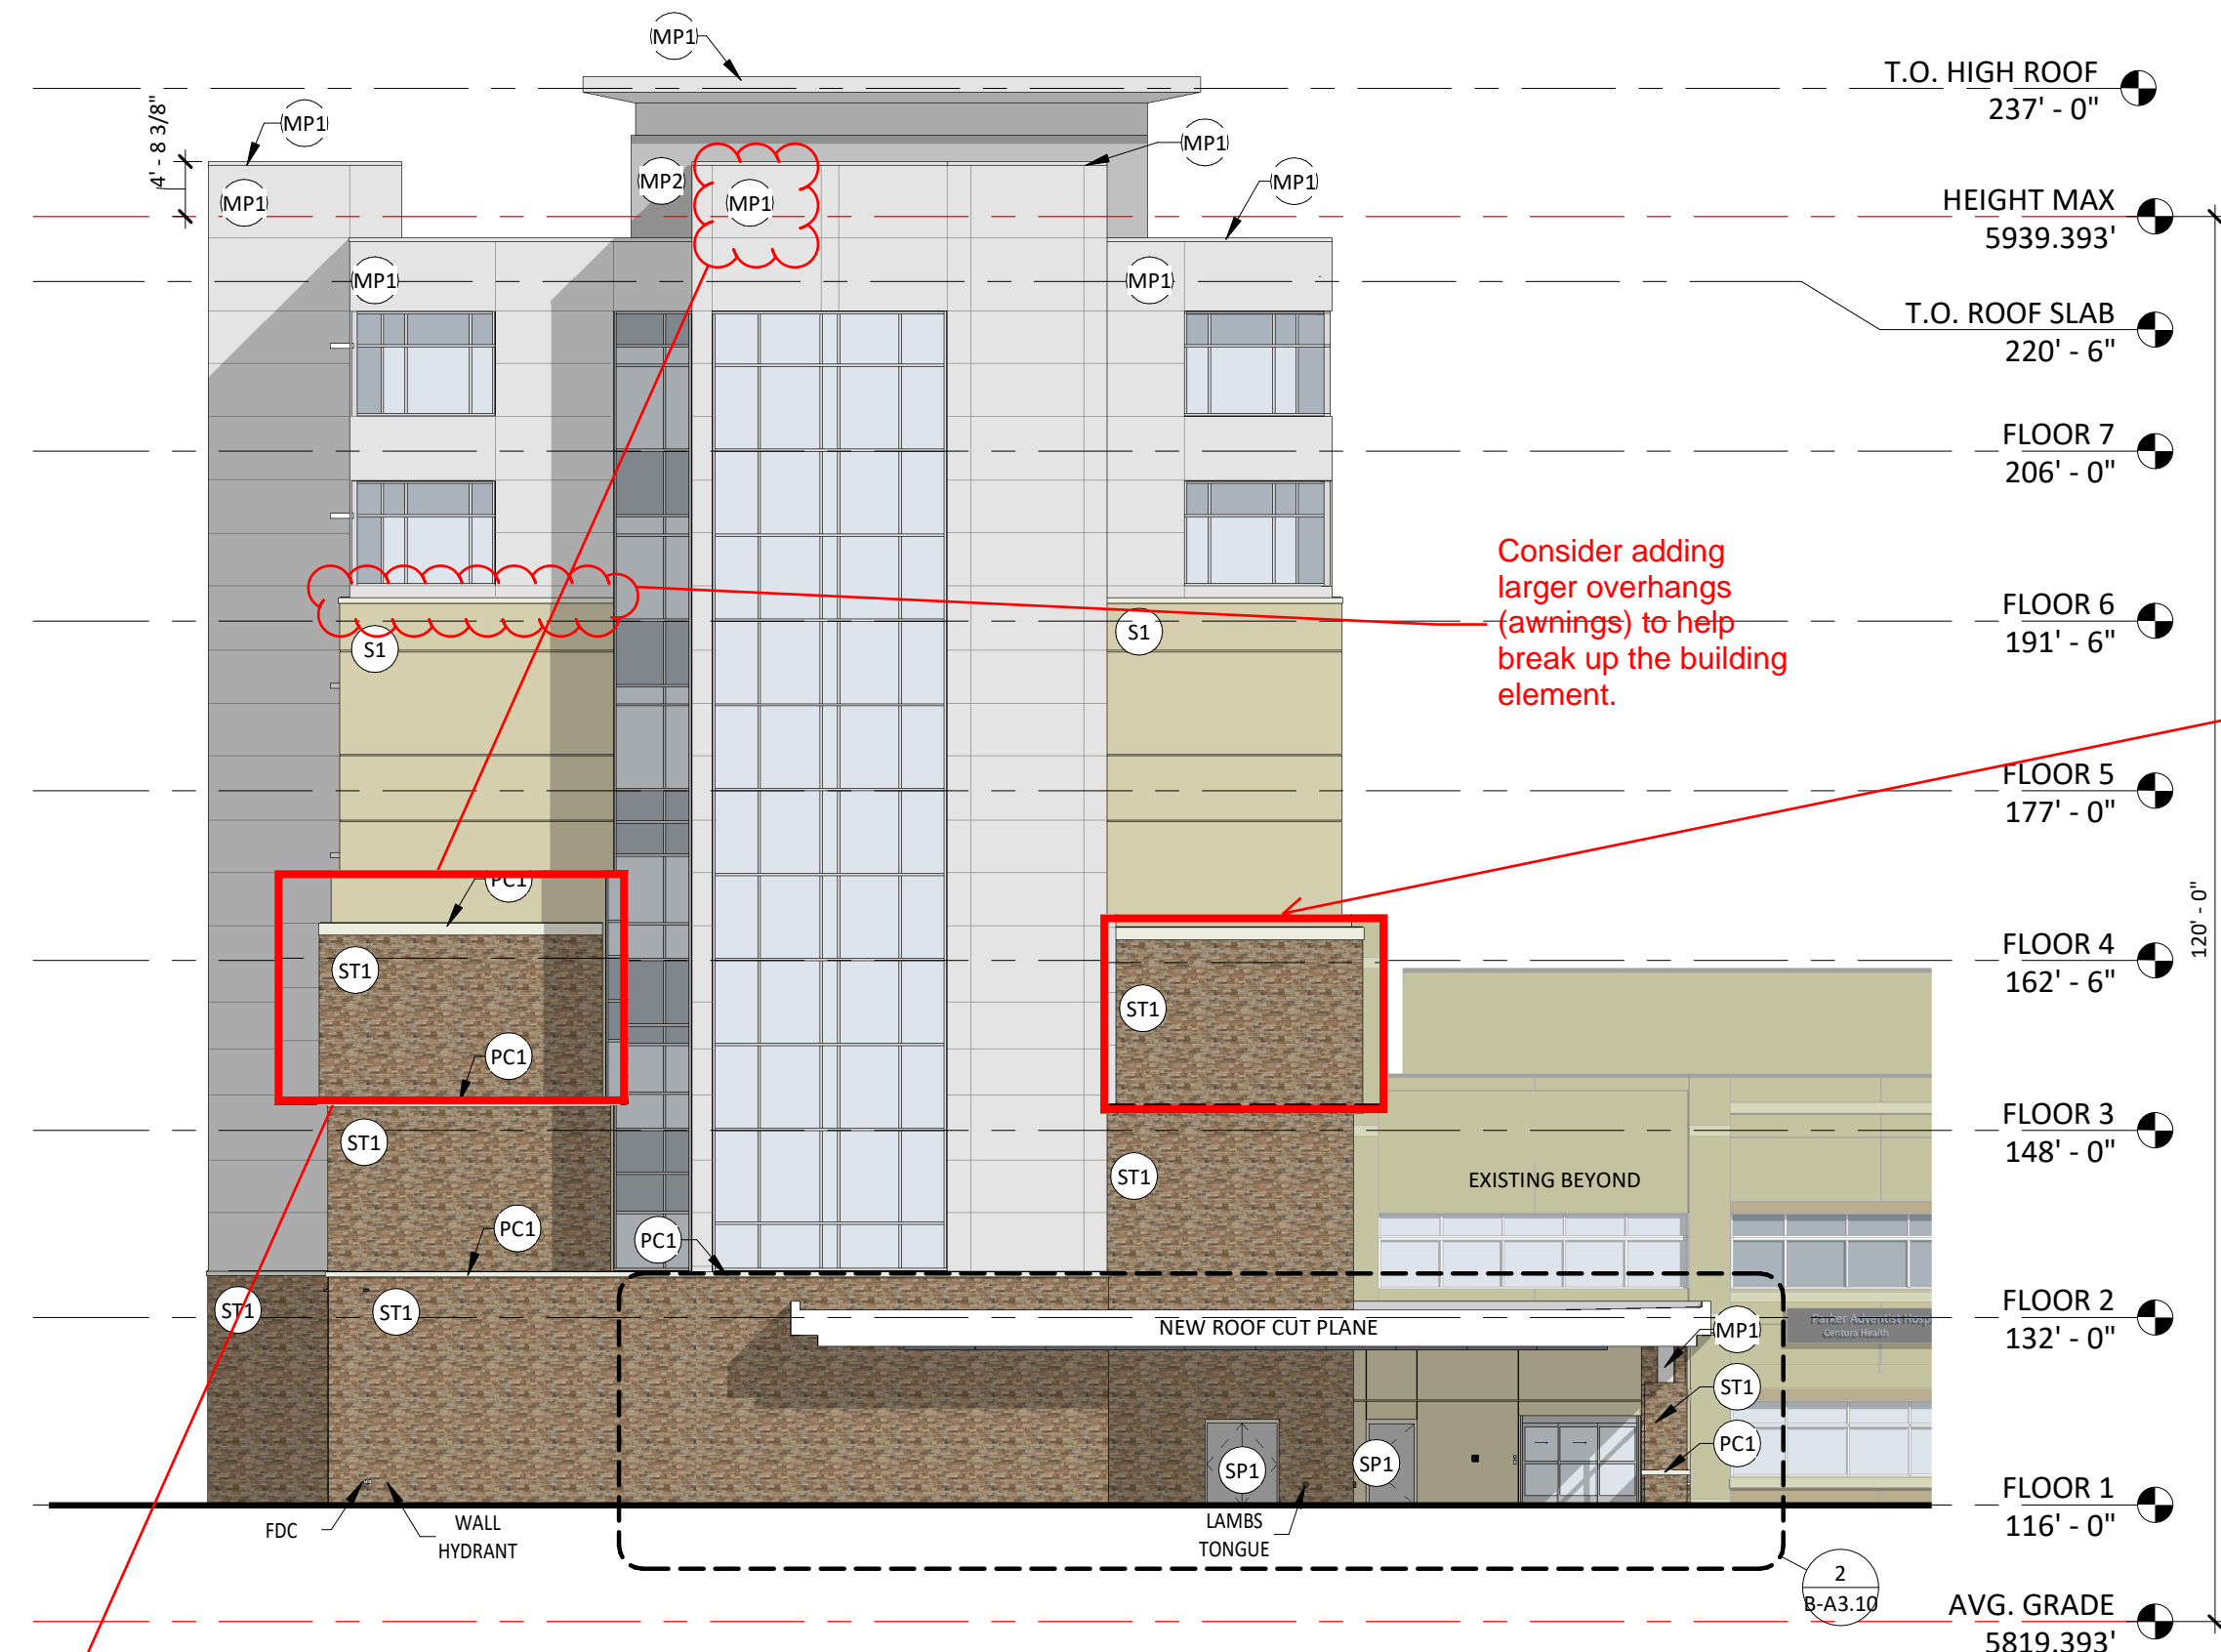 MP1
T.O. HIGH ROOF
237' - 0"
4' - 8 3/8"
MP1
MP1
MP1
MP2
MP1
MP1
HEIGHT MAX
5939.393'
MP1
MP1
T.O. ROOF SLAB
220' - 6"
FLOOR 7
206' - 0"
Consider adding
larger overhangs
(awnings) to help
break up the building
element.
FLOOR 6
191' - 6"
S1
S1
FLOOR 5
177' - 0"
120' - 0"
PC1
FLOOR 4
162' - 6"
ST1
ST1
PC1
FLOOR 3
148' - 0"
ST1
ST1
EXISTING BEYOND
PC1
PC1
FLOOR 2
132' - 0"
ST1
ST1
NEW ROOF CUT PLANE
Parker Adventist Hosp
Centura Health
MP1
ST1
PC1
SP1
SP1
FLOOR 1
116' - 0"
FDC
WALL
HYDRANT
LAMBS
TONGUE
2
B-A3.10
AVG. GRADE
5819.393'